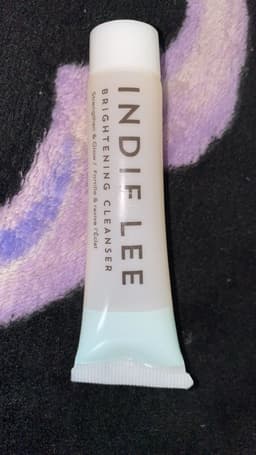 INDIE LEE
BRIGHTENING CLEANSER
Strengthen & Glow / Fortifie & ravive l'Éclat